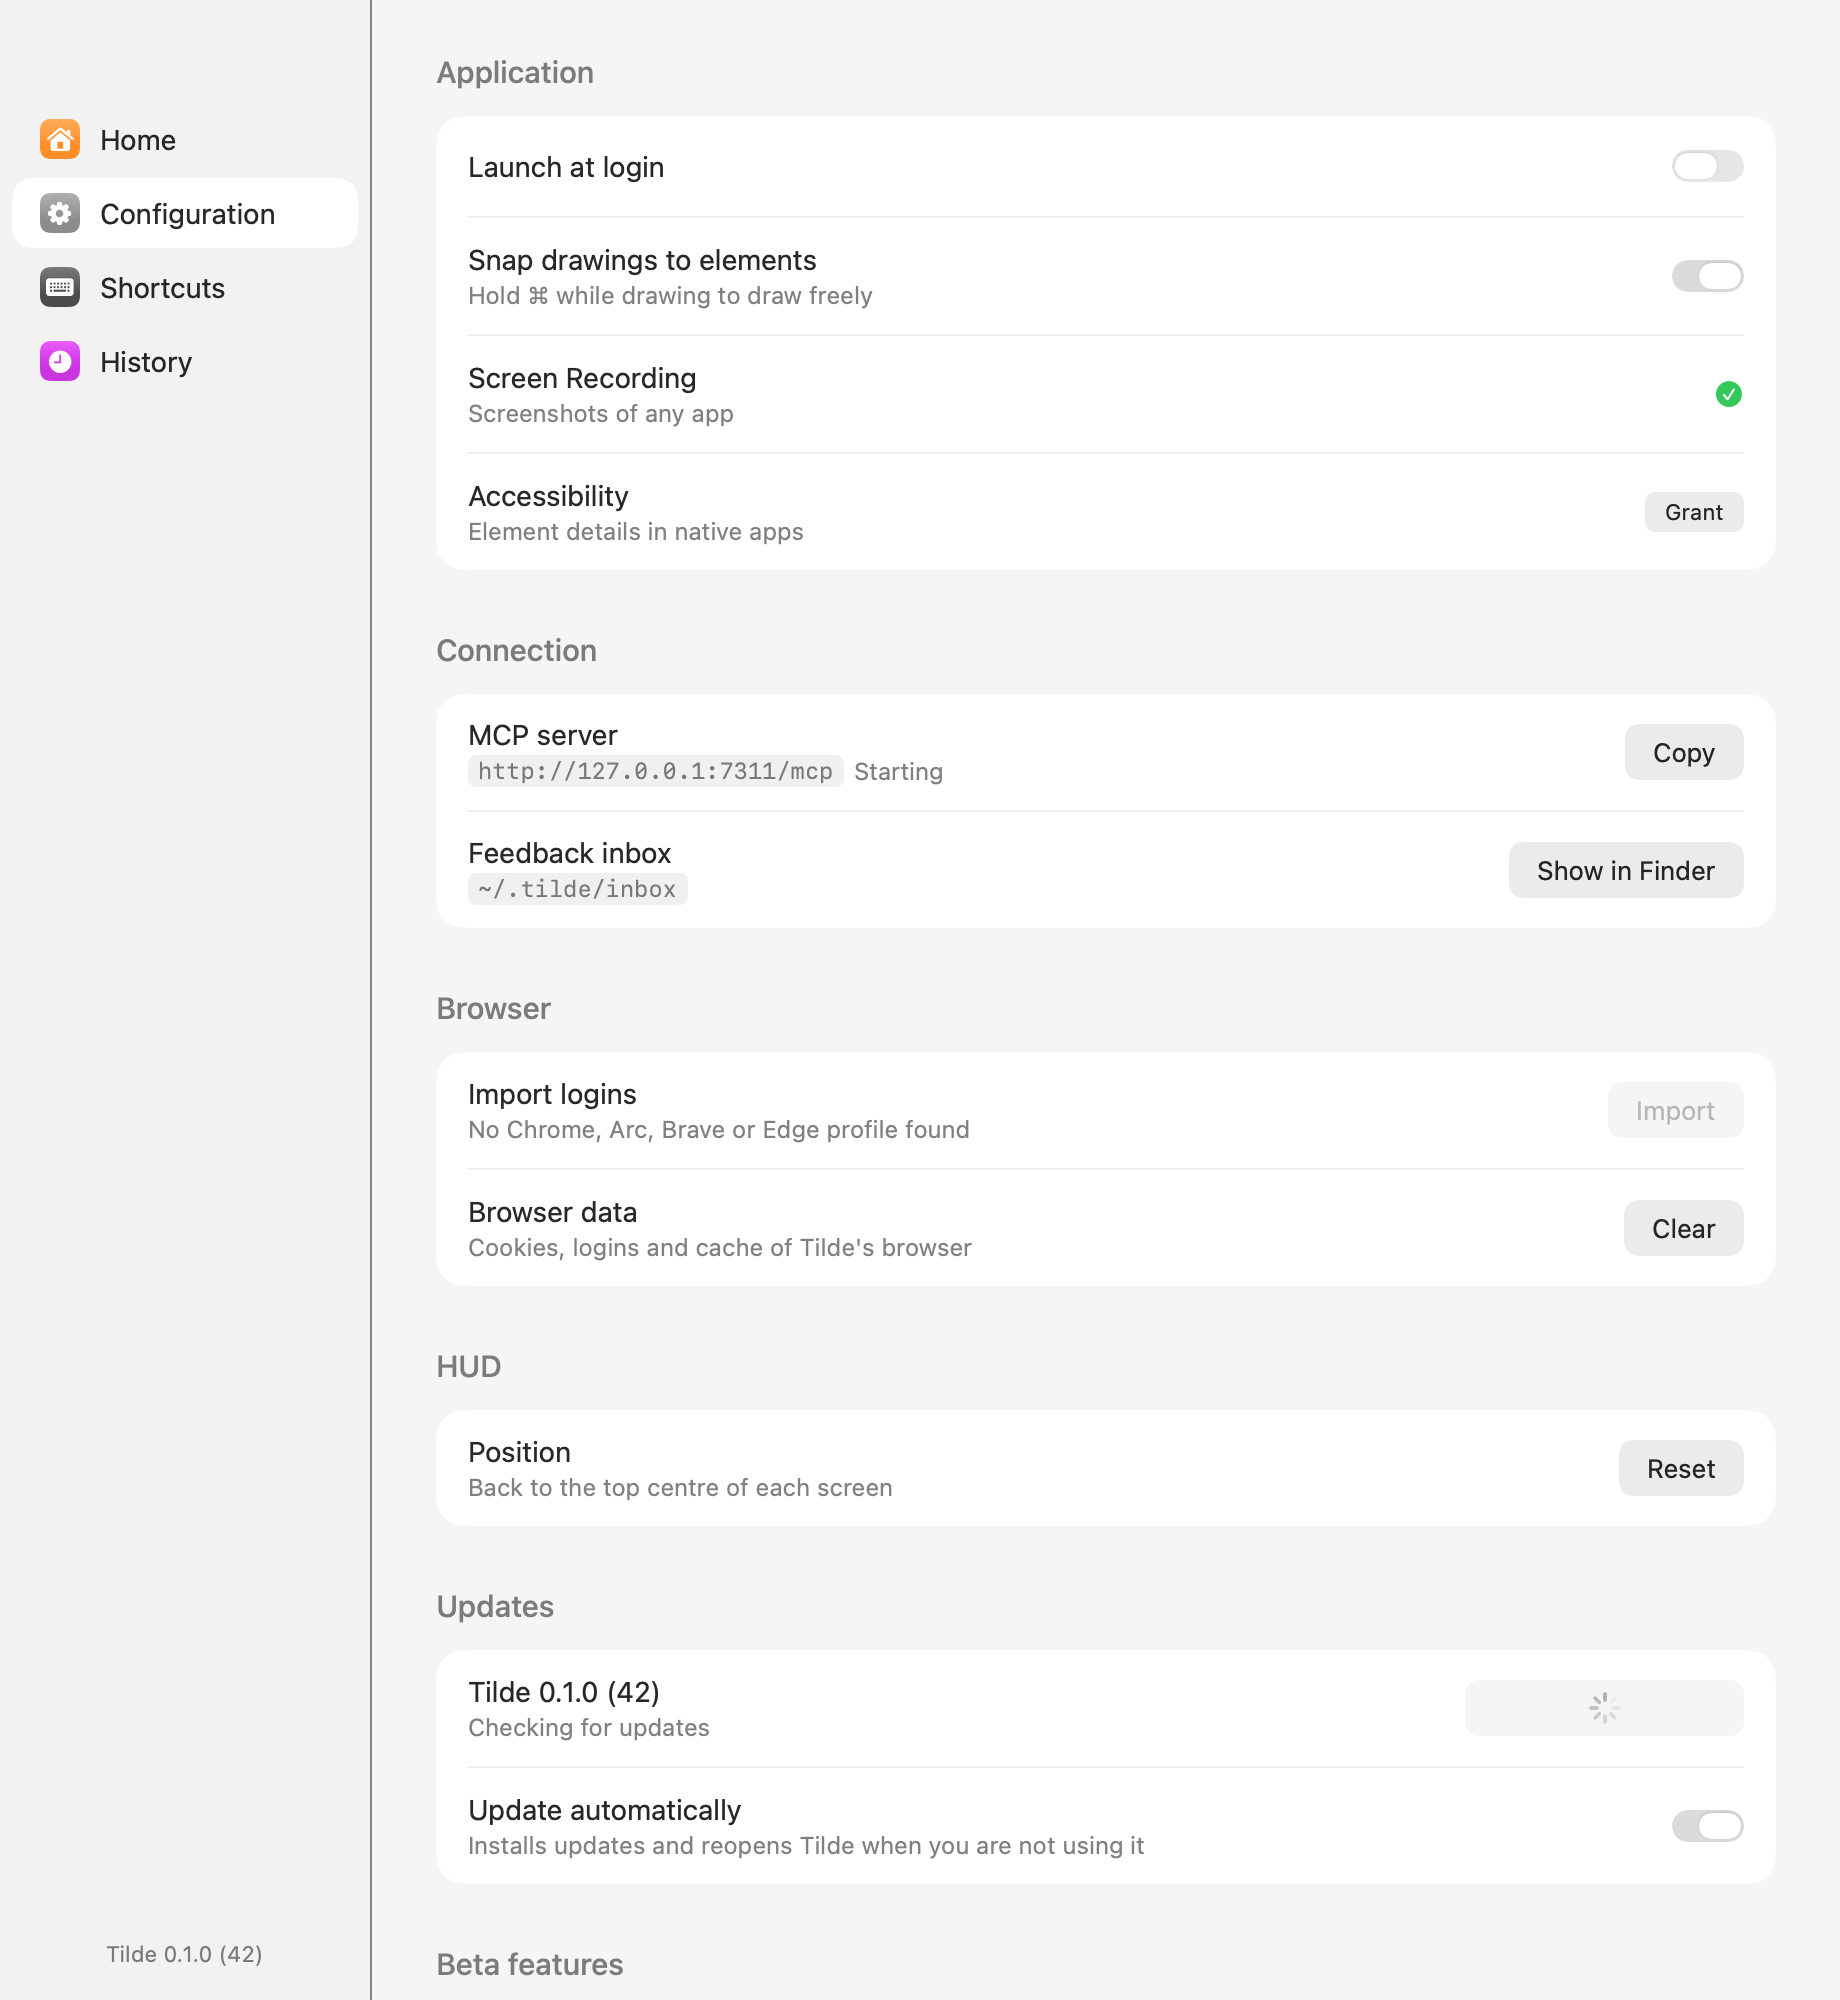 Home
Configuration
Shortcuts
History
Tilde 0.1.0 (42)
Application
Launch at login
Snap drawings to elements
Hold ⌘ while drawing to draw freely
Screen Recording
Screenshots of any app
Accessibility
Element details in native apps
Grant
Connection
MCP server
http://127.0.0.1:7311/mcp Starting
Copy
Feedback inbox
~/.tilde/inbox
Show in Finder
Browser
Import logins
No Chrome, Arc, Brave or Edge profile found
Import
Browser data
Cookies, logins and cache of Tilde's browser
Clear
HUD
Position
Back to the top centre of each screen
Reset
Updates
Tilde 0.1.0 (42)
Checking for updates
Update automatically
Installs updates and reopens Tilde when you are not using it
Beta features